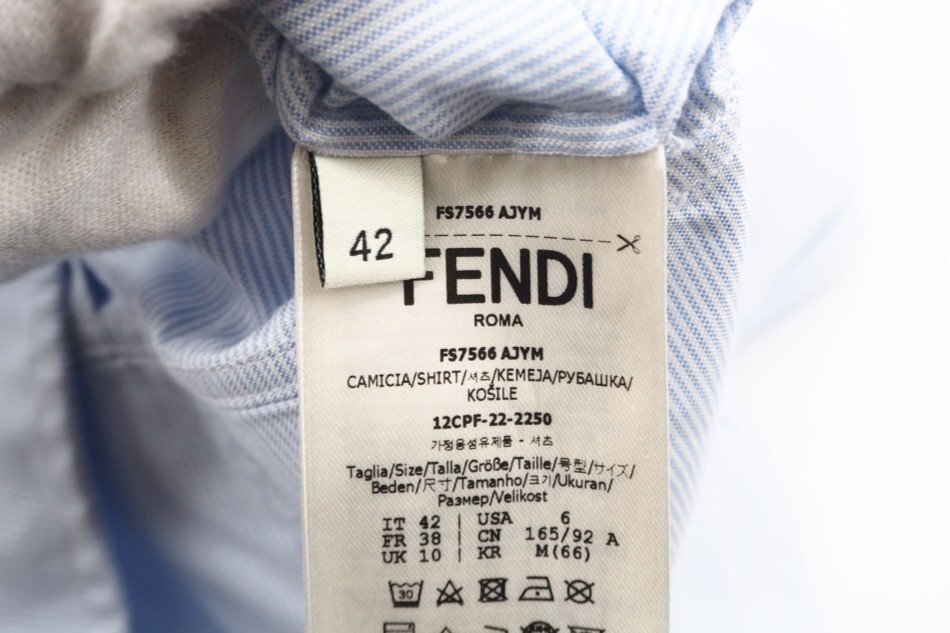 FS7566 AJYM
42
FENDI
ROMA
FS7566 AJYM
CAMICIA/SHIRT/셔츠/KEMEJA/РУБАШКА/
KOŠILE
12CPF-22-2250
가정용섬유제품 - 셔츠
Taglia/Size/Talla/Größe/Taille/号型/サイズ/
Beden/尺寸/Tamanho/크기/Ukuran/
Размер/Velikost
IT 42 | USA 6
FR 38 | CN 165/92 A
UK 10 | KR M(66)
30